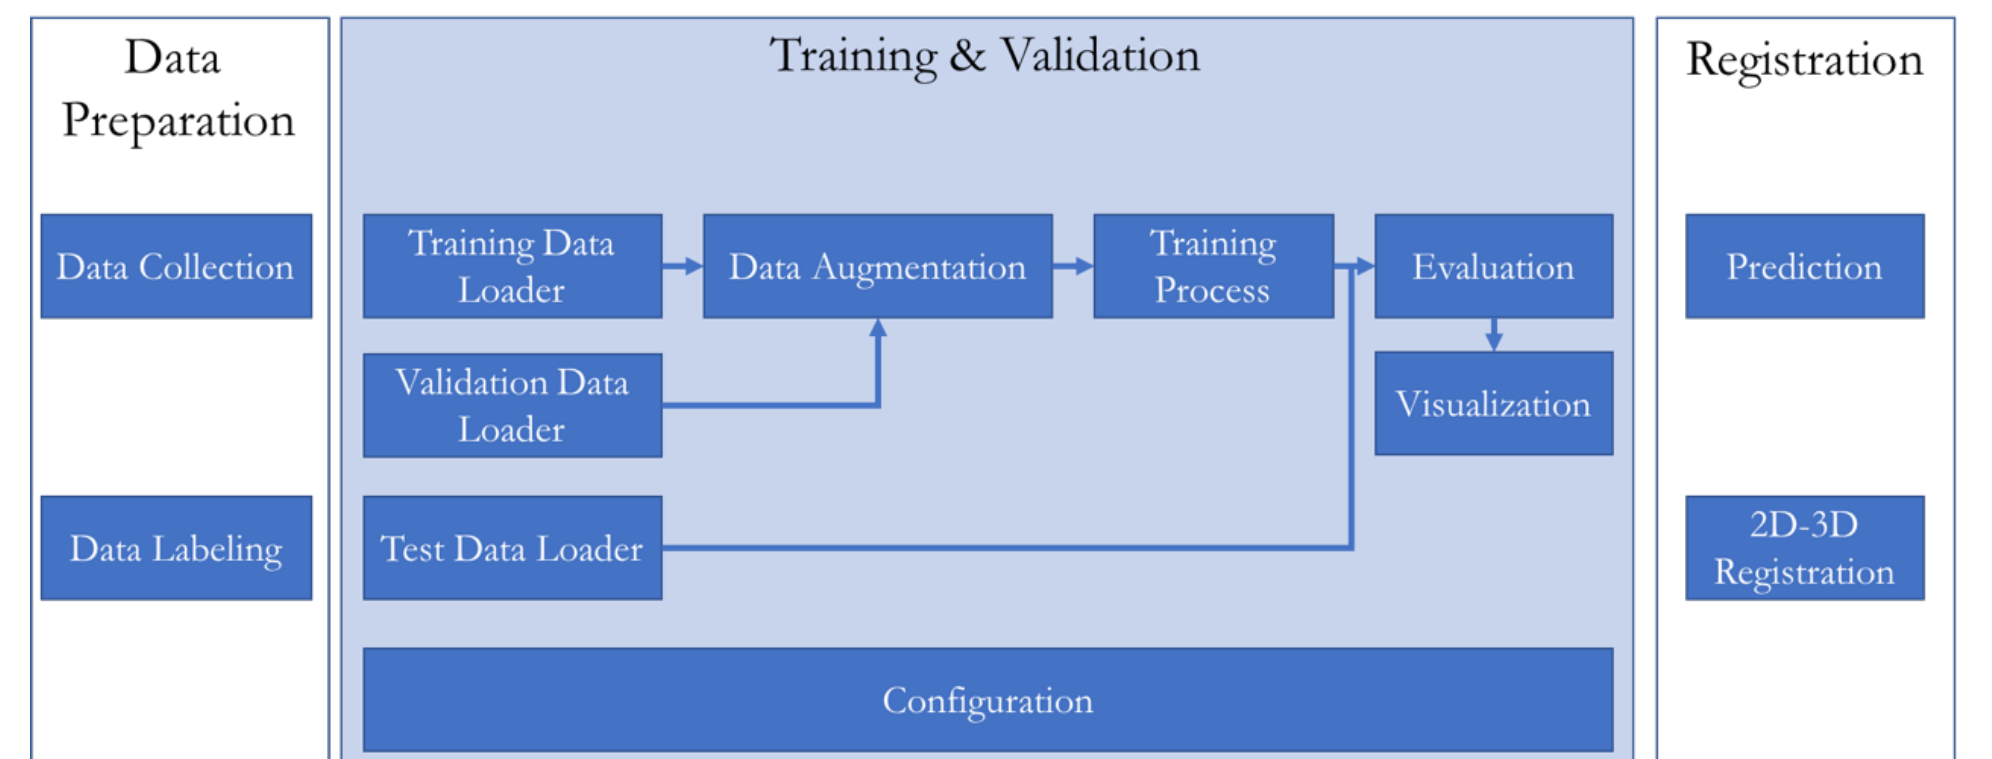 Data
Preparation
Data Collection
Data Labeling
Training & Validation
Training Data
Loader
Data Augmentation
Training
Process
Evaluation
Validation Data
Loader
Visualization
Test Data Loader
Configuration
Registration
Prediction
2D-3D
Registration